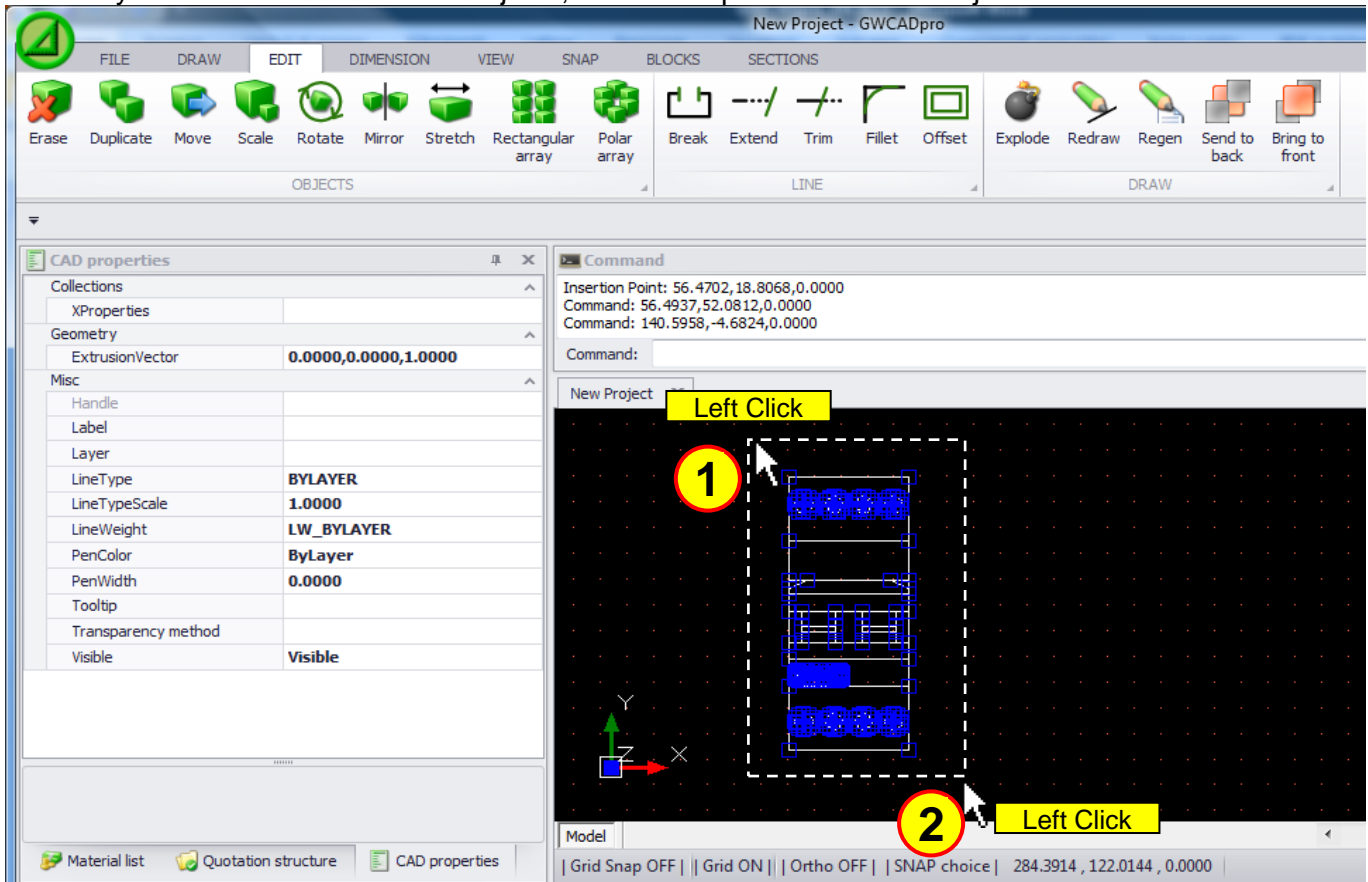 New Project - GWCADpro
FILE DRAW EDIT DIMENSION VIEW SNAP BLOCKS SECTIONS
Erase Duplicate Move Scale Rotate Mirror Stretch Rectangular array Polar array Break Extend Trim Fillet Offset Explode Redraw Regen Send to back Bring to front
OBJECTS LINE DRAW
CAD properties
Collections
XProperties
Geometry
ExtrusionVector 0.0000,0.0000,1.0000
Misc
Handle
Label
Layer
LineType BYLAYER
LineTypeScale 1.0000
LineWeight LW_BYLAYER
PenColor ByLayer
PenWidth 0.0000
Tooltip
Transparency method
Visible Visible
Material list Quotation structure CAD properties
Command
Insertion Point: 56.4702,18.8068,0.0000
Command: 56.4937,52.0812,0.0000
Command: 140.5958,-4.6824,0.0000
Command:
New Project
Left Click
1
Y
Z X
2 Left Click
Model
| Grid Snap OFF | | Grid ON | | Ortho OFF | | SNAP choice | 284.3914 , 122.0144 , 0.0000